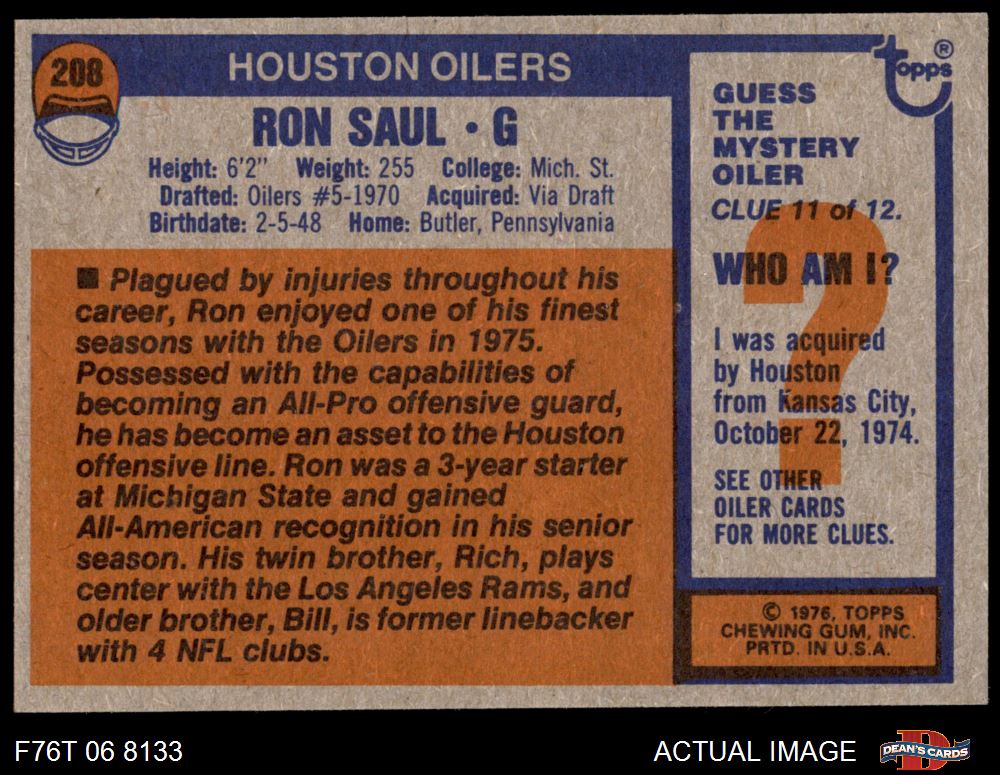 208
HOUSTON OILERS
RON SAUL • G
Height: 6'2" Weight: 255 College: Mich. St.
Drafted: Oilers #5-1970 Acquired: Via Draft
Birthdate: 2-5-48 Home: Butler, Pennsylvania
■ Plagued by injuries throughout his
career, Ron enjoyed one of his finest
seasons with the Oilers in 1975.
Possessed with the capabilities of
becoming an All-Pro offensive guard,
he has become an asset to the Houston
offensive line. Ron was a 3-year starter
at Michigan State and gained
All-American recognition in his senior
season. His twin brother, Rich, plays
center with the Los Angeles Rams, and
older brother, Bill, is former linebacker
with 4 NFL clubs.
topps®
GUESS
THE
MYSTERY
OILER
CLUE 11 of 12.
WHO AM I?
?
I was acquired
by Houston
from Kansas City,
October 22, 1974.
SEE OTHER
OILER CARDS
FOR MORE CLUES.
© 1976, TOPPS
CHEWING GUM, INC.
PRTD. IN U.S.A.
F76T 06 8133
ACTUAL IMAGE
D
DEAN'S CARDS